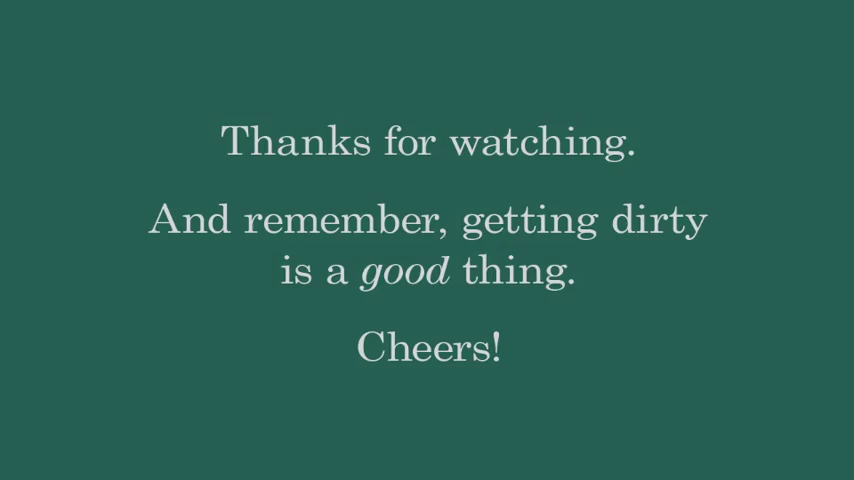 Thanks for watching.
And remember, getting dirty
is a good thing.
Cheers!